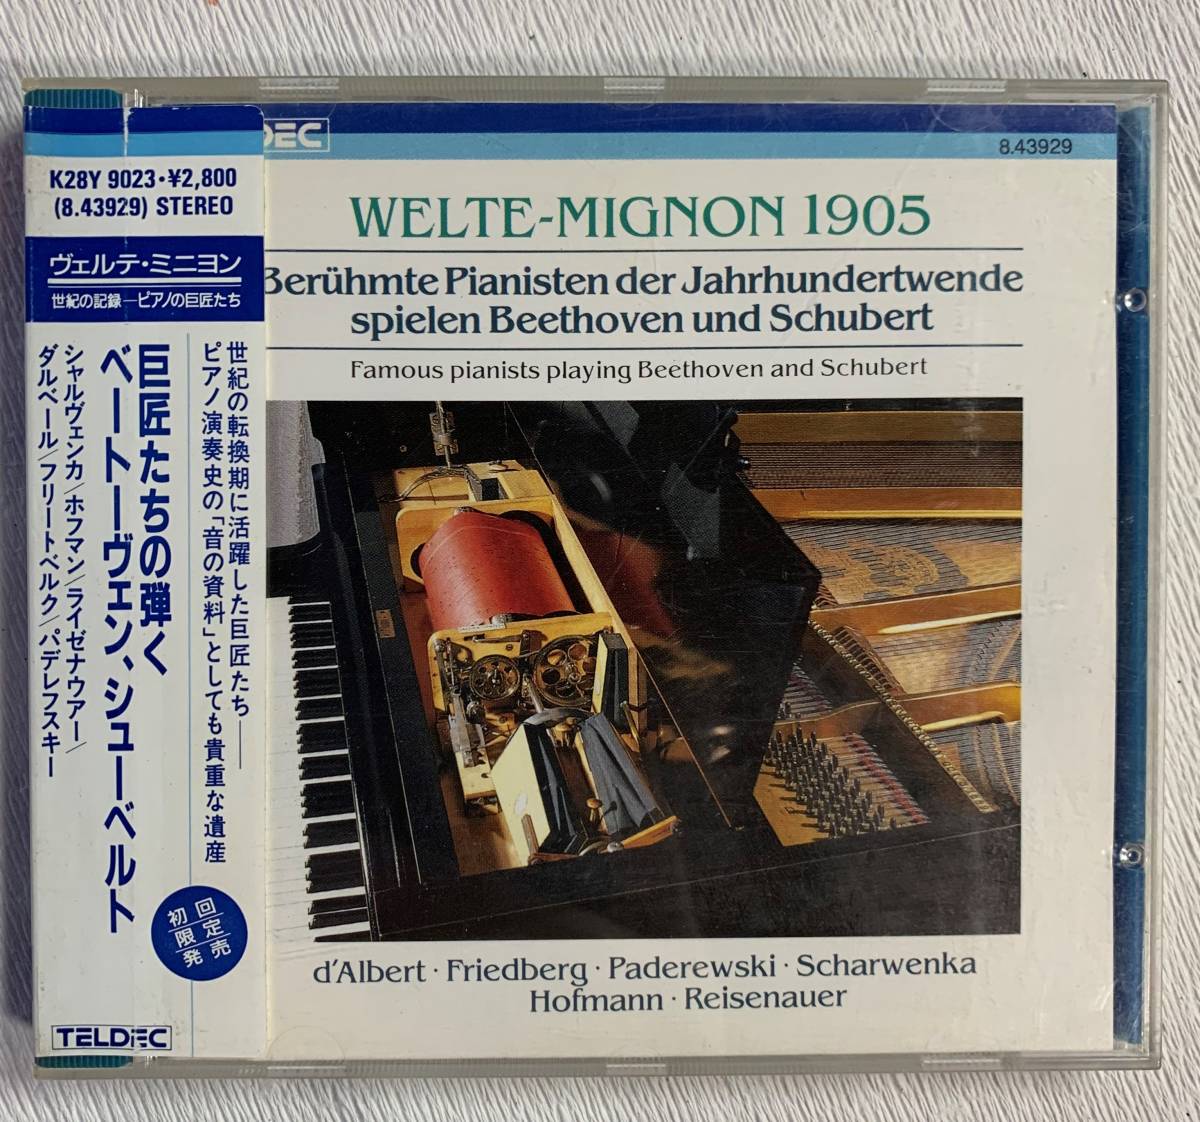 K28Y 9023・¥2,800
(8.43929) STEREO
ヴェルテ・ミニヨン
世紀の記録―ピアノの巨匠たち
世紀の転換期に活躍した巨匠たち――
ピアノ演奏史の「音の資料」としても貴重な遺産
巨匠たちの弾く
ベートーヴェン、シューベルト
シャルヴェンカ/ホフマン/ライゼナウアー/
ダルベール/フリートベルク/パデレフスキー
初回
限定
発売
TELDEC
DEC
8.43929
WELTE-MIGNON 1905
Berühmte Pianisten der Jahrhundertwende
spielen Beethoven und Schubert
Famous pianists playing Beethoven and Schubert
d'Albert · Friedberg · Paderewski · Scharwenka
Hofmann · Reisenauer